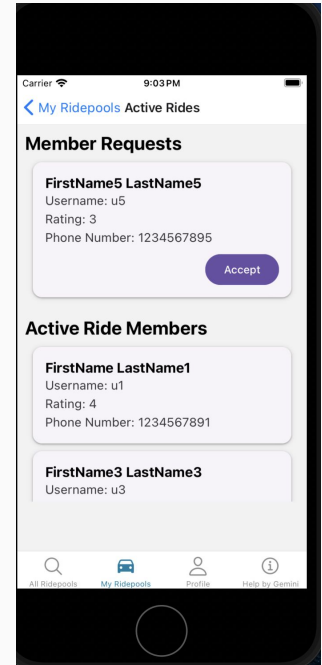 Carrier 9:03 PM
My Ridepools Active Rides
Member Requests
FirstName5 LastName5
Username: u5
Rating: 3
Phone Number: 1234567895
Accept
Active Ride Members
FirstName LastName1
Username: u1
Rating: 4
Phone Number: 1234567891
FirstName3 LastName3
Username: u3
All Ridepools My Ridepools Profile Help by Gemini